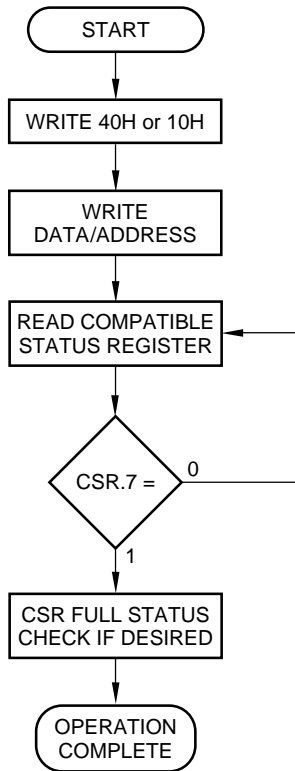 START
WRITE 40H or 10H
WRITE
DATA/ADDRESS
READ COMPATIBLE
STATUS REGISTER
CSR.7 =
0
1
CSR FULL STATUS
CHECK IF DESIRED
OPERATION
COMPLETE